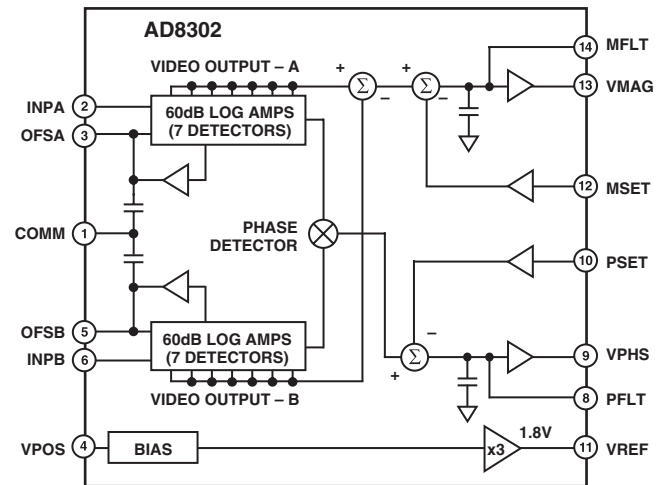 AD8302
VIDEO OUTPUT – A
INPA 2
OFSA 3
60dB LOG AMPS
(7 DETECTORS)
+ Σ –
+ Σ –
14 MFLT
13 VMAG
12 MSET
COMM 1
PHASE
DETECTOR
10 PSET
OFSB 5
INPB 6
60dB LOG AMPS
(7 DETECTORS)
VIDEO OUTPUT – B
–
+ Σ
9 VPHS
8 PFLT
VPOS 4
BIAS
x3
1.8V
11 VREF